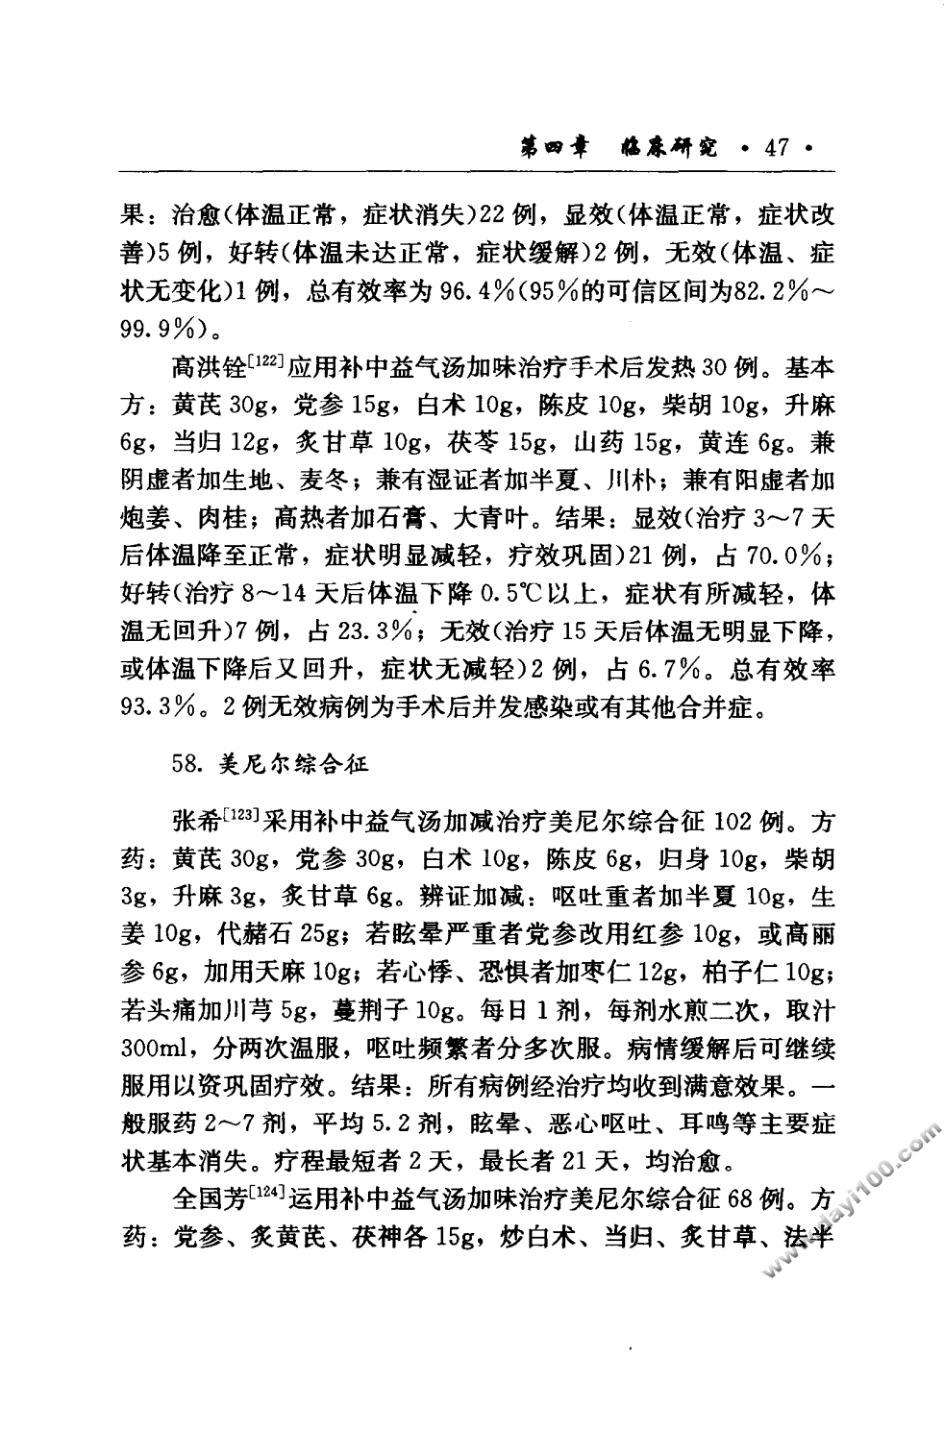 第四章 临床研究 · 47 ·
果：治愈(体温正常，症状消失)22 例，显效(体温正常，症状改
善)5 例，好转(体温未达正常，症状缓解)2 例，无效(体温、症
状无变化)1 例，总有效率为 96.4%(95%的可信区间为82.2%～
99.9%)。
高洪铨[122]应用补中益气汤加味治疗手术后发热 30 例。基本
方：黄芪 30g，党参 15g，白术 10g，陈皮 10g，柴胡 10g，升麻
6g，当归 12g，炙甘草 10g，茯苓 15g，山药 15g，黄连 6g。兼
阴虚者加生地、麦冬；兼有湿证者加半夏、川朴；兼有阳虚者加
炮姜、肉桂；高热者加石膏、大青叶。结果：显效(治疗 3～7 天
后体温降至正常，症状明显减轻，疗效巩固)21 例，占 70.0%；
好转(治疗 8～14 天后体温下降 0.5℃以上，症状有所减轻，体
温无回升)7 例，占 23.3%；无效(治疗 15 天后体温无明显下降，
或体温下降后又回升，症状无减轻)2 例，占 6.7%。总有效率
93.3%。2 例无效病例为手术后并发感染或有其他合并症。
58. 美尼尔综合征
张希[123]采用补中益气汤加减治疗美尼尔综合征 102 例。方
药：黄芪 30g，党参 30g，白术 10g，陈皮 6g，归身 10g，柴胡
3g，升麻 3g，炙甘草 6g。辨证加减：呕吐重者加半夏 10g，生
姜 10g，代赭石 25g；若眩晕严重者党参改用红参 10g，或高丽
参 6g，加用天麻 10g；若心悸、恐惧者加枣仁 12g，柏子仁 10g；
若头痛加川芎 5g，蔓荆子 10g。每日 1 剂，每剂水煎二次，取汁
300ml，分两次温服，呕吐频繁者分多次服。病情缓解后可继续
服用以资巩固疗效。结果：所有病例经治疗均收到满意效果。一
般服药 2～7 剂，平均 5.2 剂，眩晕、恶心呕吐、耳鸣等主要症
状基本消失。疗程最短者 2 天，最长者 21 天，均治愈。
全国芳[124]运用补中益气汤加味治疗美尼尔综合征 68 例。方
药：党参、炙黄芪、茯神各 15g，炒白术、当归、炙甘草、法半
www.dayi100.com